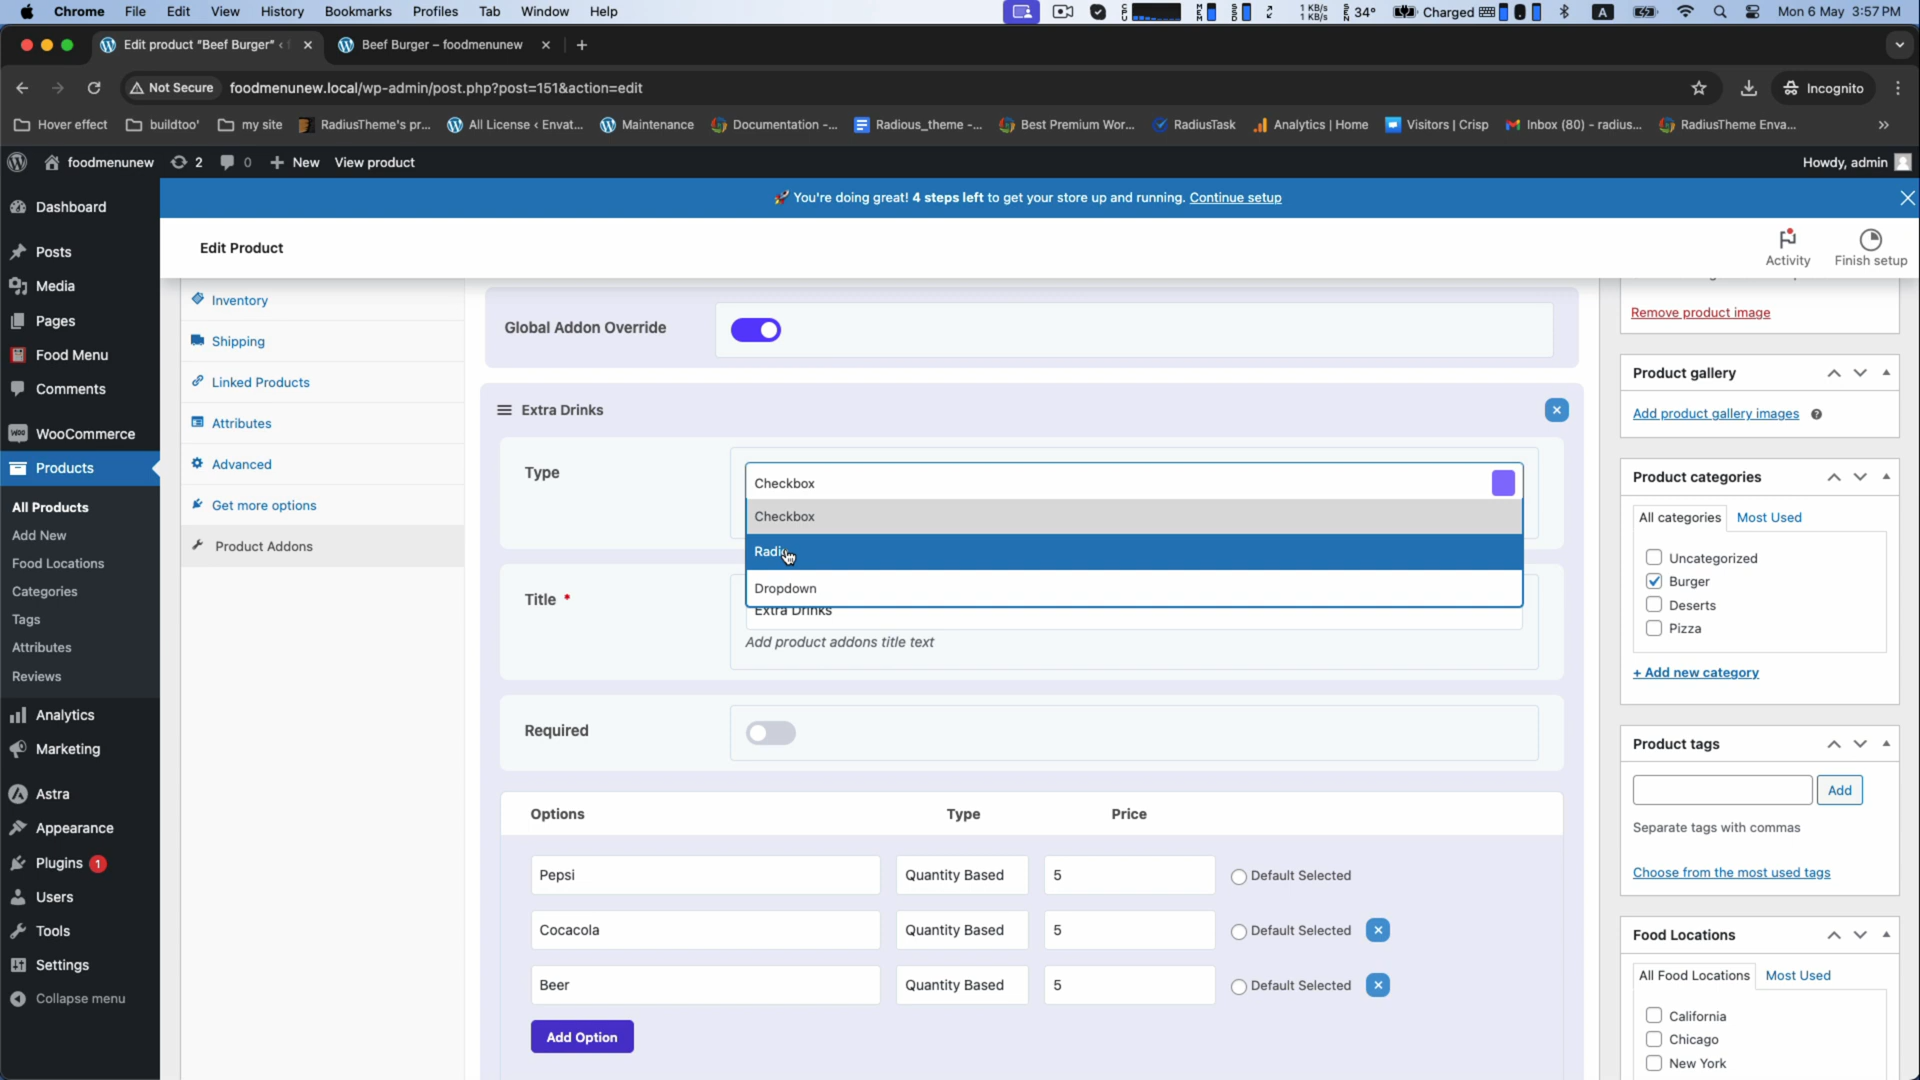 Chrome File Edit View History Bookmarks Profiles Tab Window Help
1 KB/s
1 KB/s
34° Charged A Mon 6 May 3:57 PM
Edit product "Beef Burger" ‹
Beef Burger – foodmenunew
Not Secure foodmenunew.local/wp-admin/post.php?post=151&action=edit
Incognito
Hover effect buildtoo' my site RadiusTheme's pr... All License ‹ Envat... Maintenance Documentation -... Radious_theme -... Best Premium Wor... RadiusTask Analytics | Home Visitors | Crisp Inbox (80) - radius... RadiusTheme Enva...
foodmenunew 2 0 New View product Howdy, admin
🚀 You're doing great! 4 steps left to get your store up and running. Continue setup
Edit Product
Activity
Finish setup
Dashboard
Posts
Media
Pages
Food Menu
Comments
WooCommerce
Products
All Products
Add New
Food Locations
Categories
Tags
Attributes
Reviews
Analytics
Marketing
Astra
Appearance
Plugins 1
Users
Tools
Settings
Collapse menu
Inventory
Shipping
Linked Products
Attributes
Advanced
Get more options
Product Addons
Global Addon Override
Extra Drinks
Type
Checkbox
Checkbox
Radio
Dropdown
Title *
Extra Drinks
Add product addons title text
Required
Options Type Price
Pepsi Quantity Based 5 Default Selected
Cocacola Quantity Based 5 Default Selected
Beer Quantity Based 5 Default Selected
Add Option
Remove product image
Product gallery
Add product gallery images
Product categories
All categories Most Used
Uncategorized
Burger
Deserts
Pizza
+ Add new category
Product tags
Add
Separate tags with commas
Choose from the most used tags
Food Locations
All Food Locations Most Used
California
Chicago
New York